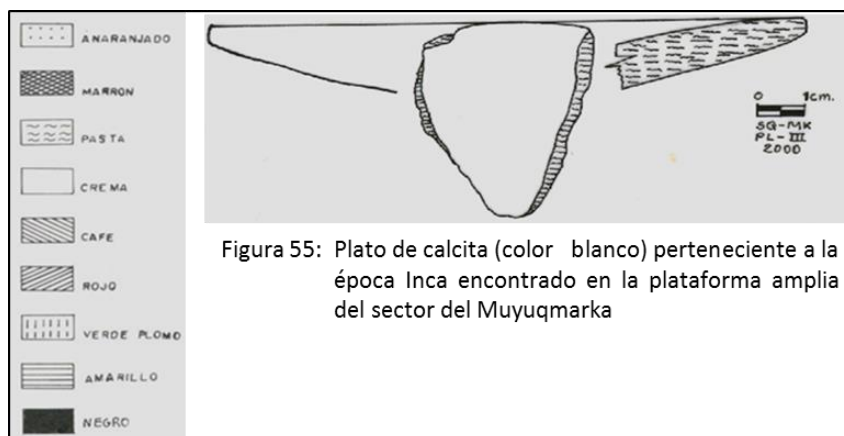 ANARANJADO
MARRON
PASTA
CREMA
CAFE
ROJO
VERDE PLOMO
AMARILLO
NEGRO
0 1cm.
SG-MK
PL-III
2000
Figura 55: Plato de calcita (color blanco) perteneciente a la
época Inca encontrado en la plataforma amplia
del sector del Muyuqmarka